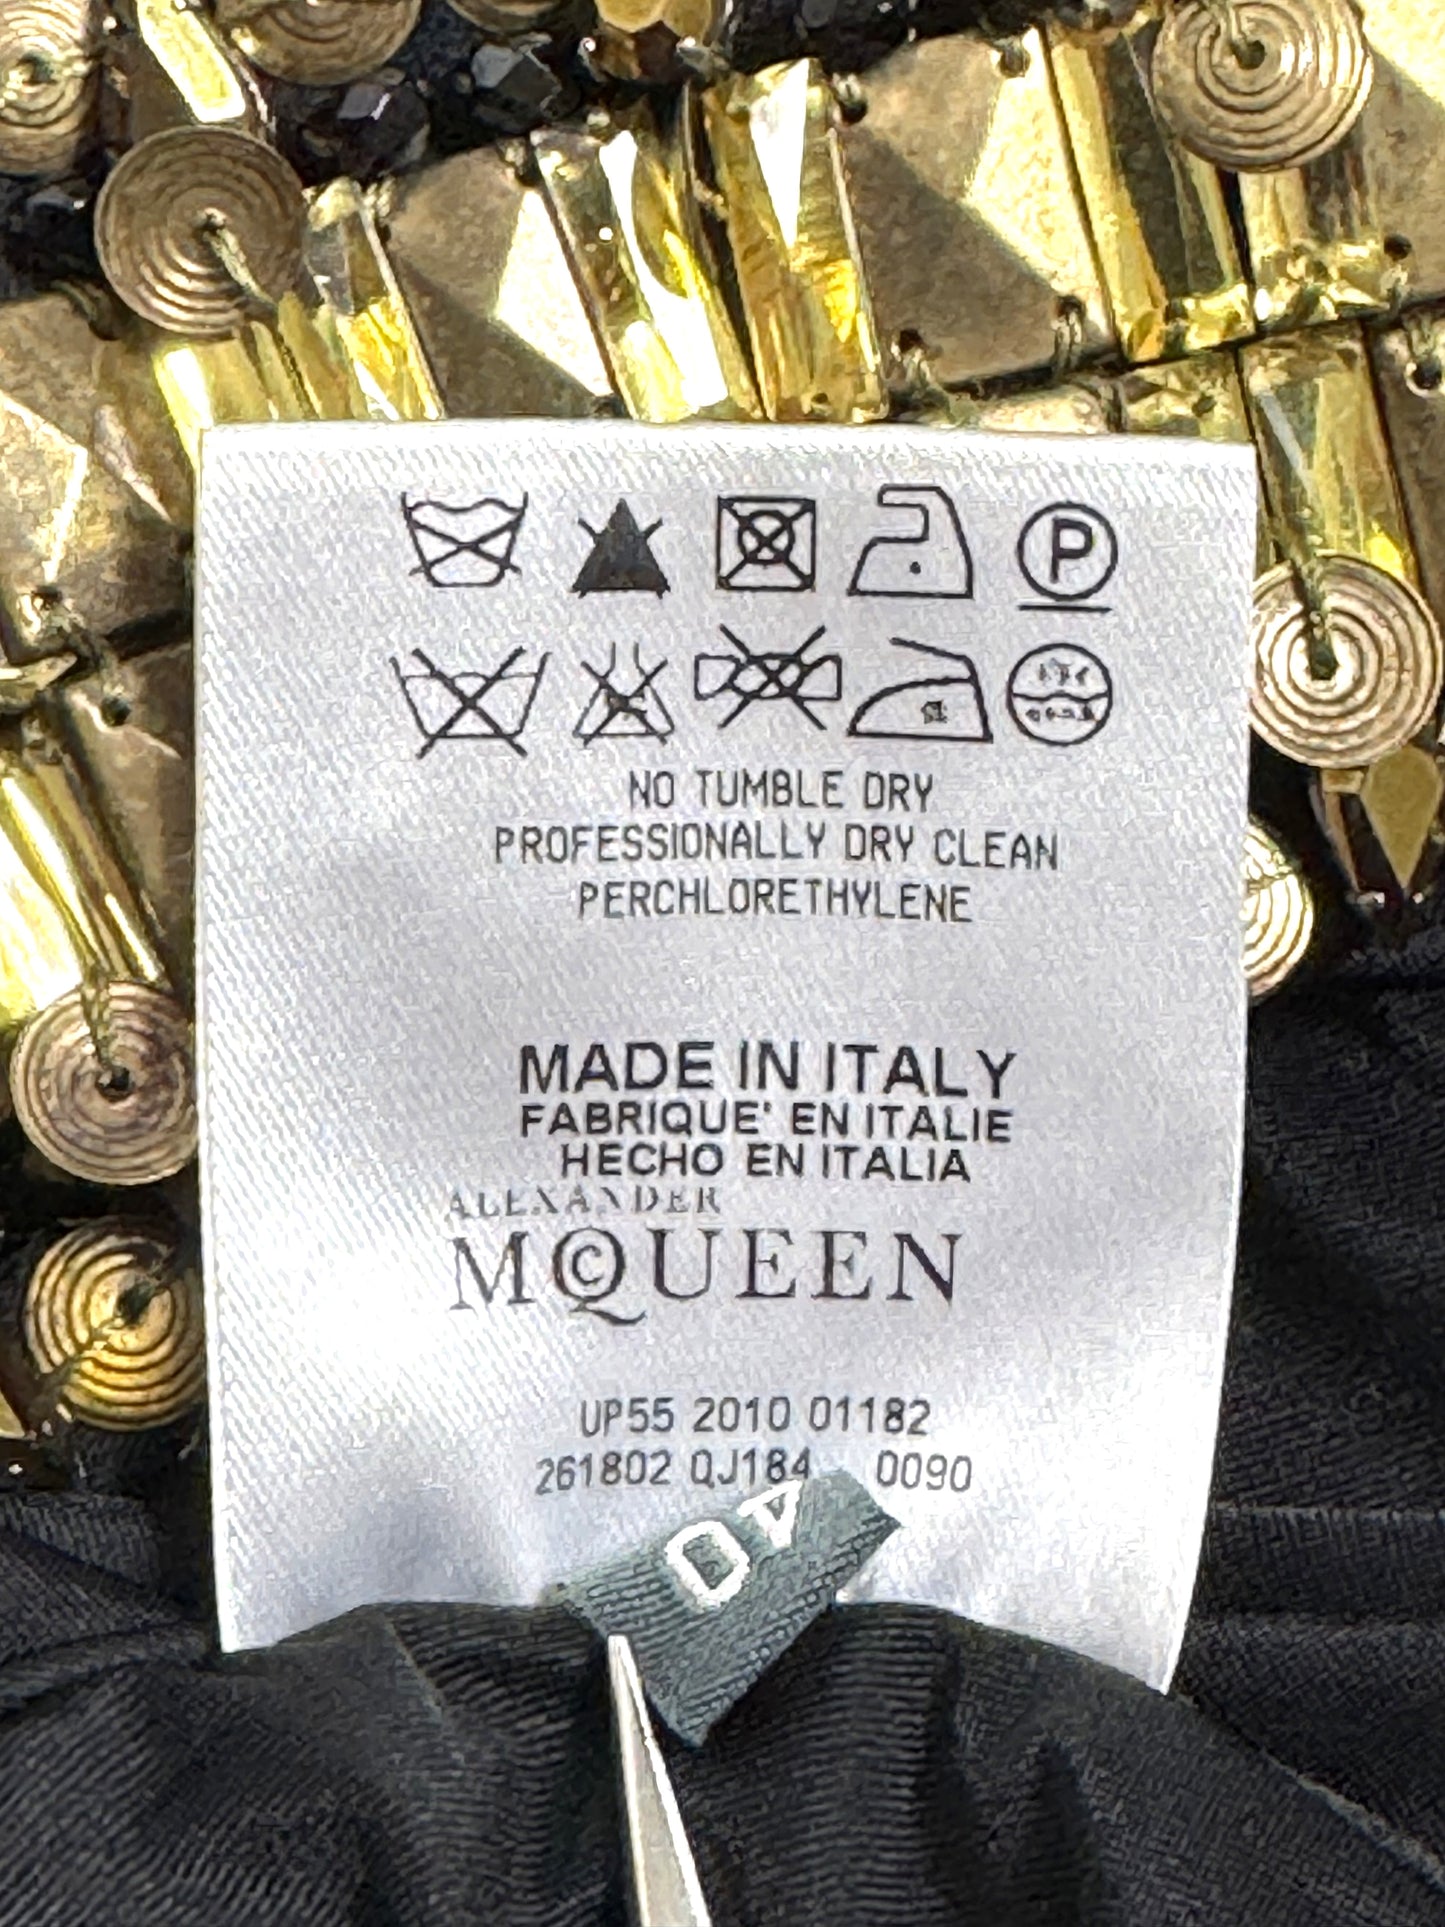 P
NO TUMBLE DRY
PROFESSIONALLY DRY CLEAN
PERCHLORETHYLENE
MADE IN ITALY
FABRIQUE' EN ITALIE
HECHO EN ITALIA
ALEXANDER
MCQUEEN
UP55 2010 01182
261802 QJ184 0090
40